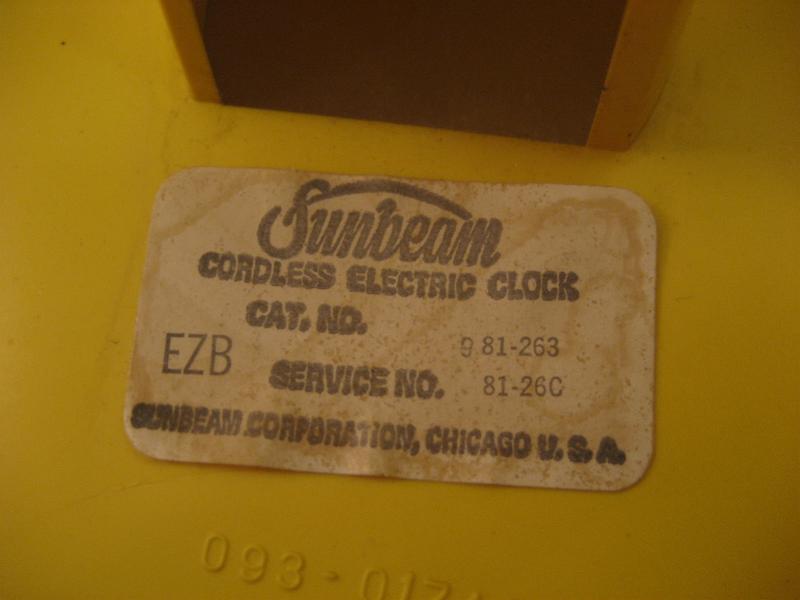 Sunbeam
CORDLESS ELECTRIC CLOCK
CAT. NO. 9 81-263
EZB
SERVICE NO. 81-26C
SUNBEAM CORPORATION, CHICAGO U.S.A.